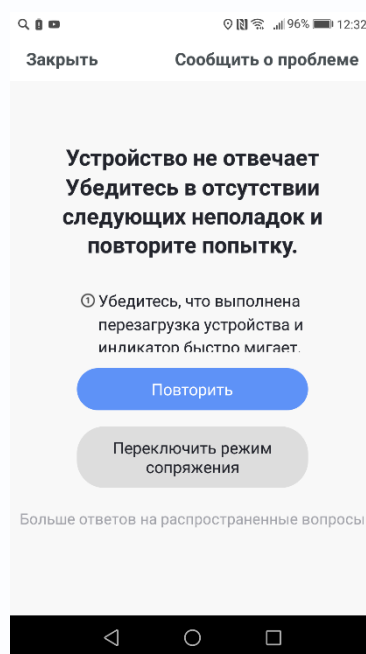 96% 12:32
Закрыть Сообщить о проблеме
Устройство не отвечает
Убедитесь в отсутствии
следующих неполадок и
повторите попытку.
① Убедитесь, что выполнена
перезагрузка устройства и
индикатор быстро мигает.
Повторить
Переключить режим
сопряжения
Больше ответов на распространенные вопросы